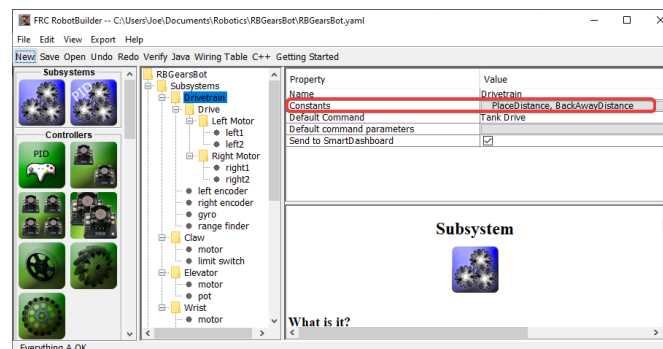 FRC RobotBuilder -- C:\Users\Joe\Documents\Robotics\RBGearsBot\RBGearsBot.yaml
File Edit View Export Help
New Save Open Undo Redo Verify Java Wiring Table C++ Getting Started
Subsystems
PID
Controllers
PID
RBGearsBot
Subsystems
Drivetrain
Drive
Left Motor
left1
left2
Right Motor
right1
right2
left encoder
right encoder
gyro
range finder
Claw
motor
limit switch
Elevator
motor
pot
Wrist
motor
Property Value
Name Drivetrain
Constants PlaceDistance, BackAwayDistance
Default Command Tank Drive
Default command parameters
Send to SmartDashboard
Subsystem
What is it?
Everything A OK